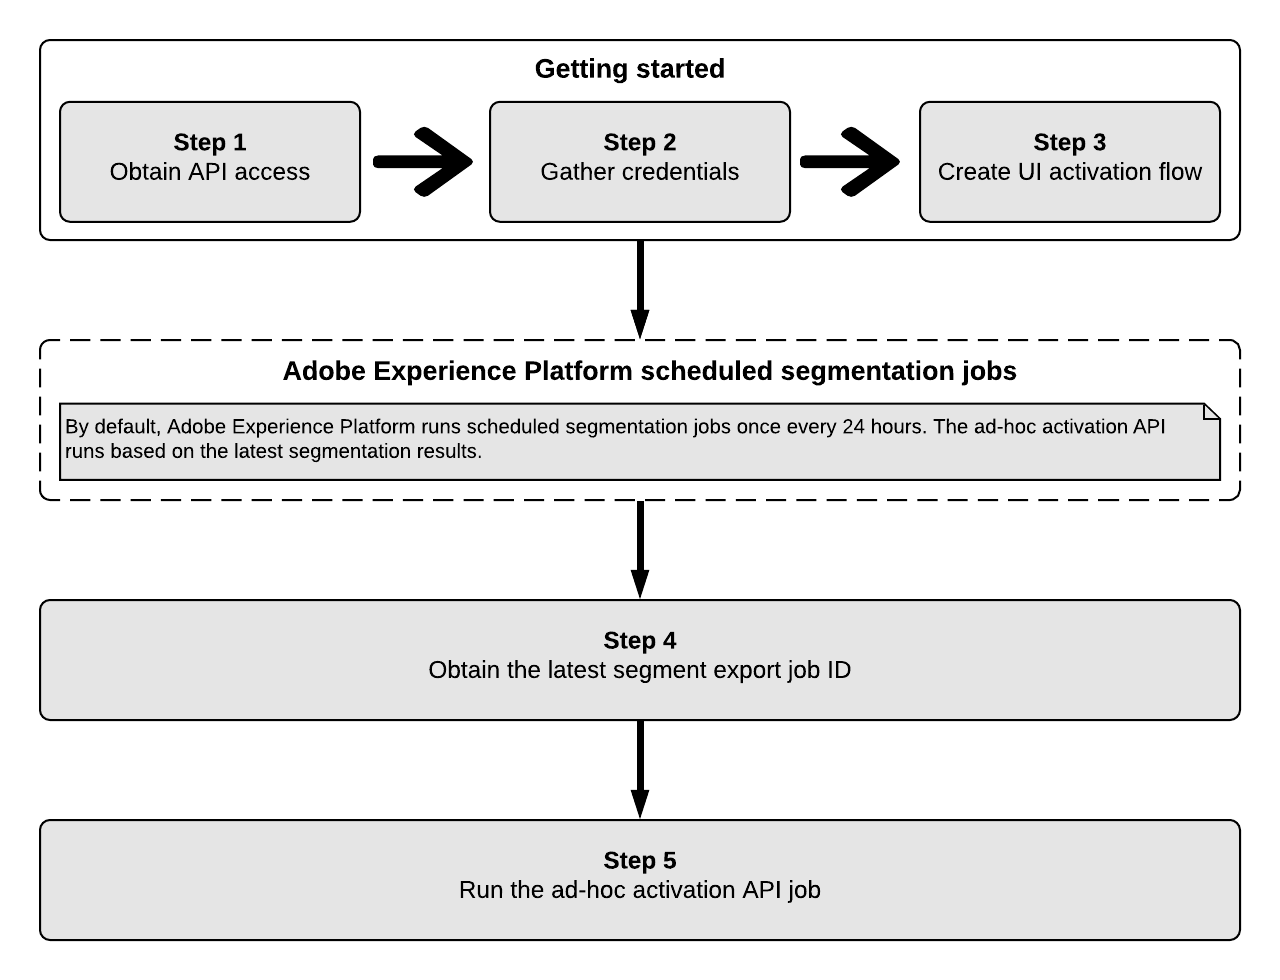 Getting started
Step 1
Obtain API access
Step 2
Gather credentials
Step 3
Create UI activation flow
Adobe Experience Platform scheduled segmentation jobs
By default, Adobe Experience Platform runs scheduled segmentation jobs once every 24 hours. The ad-hoc activation API
runs based on the latest segmentation results.
Step 4
Obtain the latest segment export job ID
Step 5
Run the ad-hoc activation API job